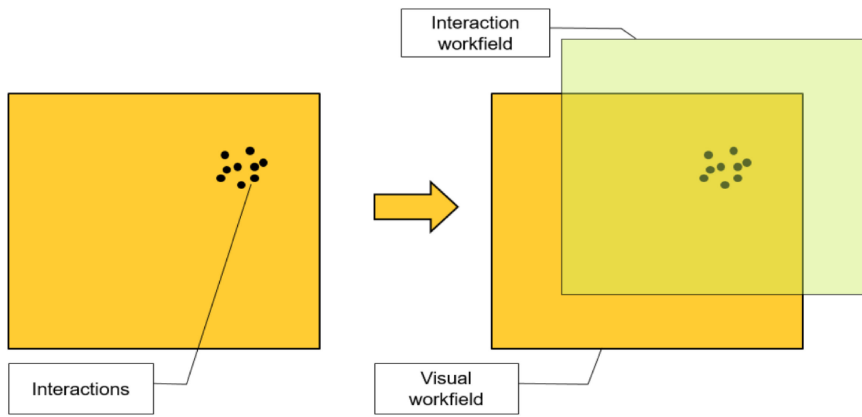 Interaction
workfield
Interactions
Visual
workfield